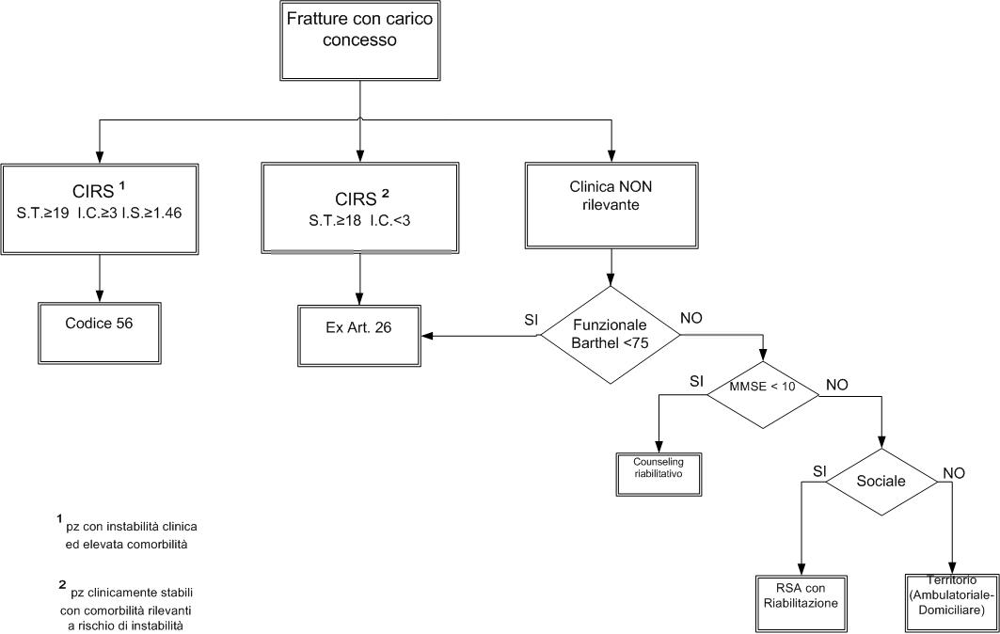 Fratture con carico
concesso
CIRS 1
S.T.≥19 I.C.≥3 I.S.≥1.46
CIRS 2
S.T.≥18 I.C.<3
Clinica NON
rilevante
Codice 56
Ex Art. 26
SI
Funzionale
Barthel <75
NO
SI
MMSE < 10
NO
Counseling
riabilitativo
SI
Sociale
NO
RSA con
Riabilitazione
Territorio
(Ambulatoriale-
Domiciliare)
1 pz con instabilità clinica
ed elevata comorbilità
2 pz clinicamente stabili
con comorbilità rilevanti
a rischio di instabilità